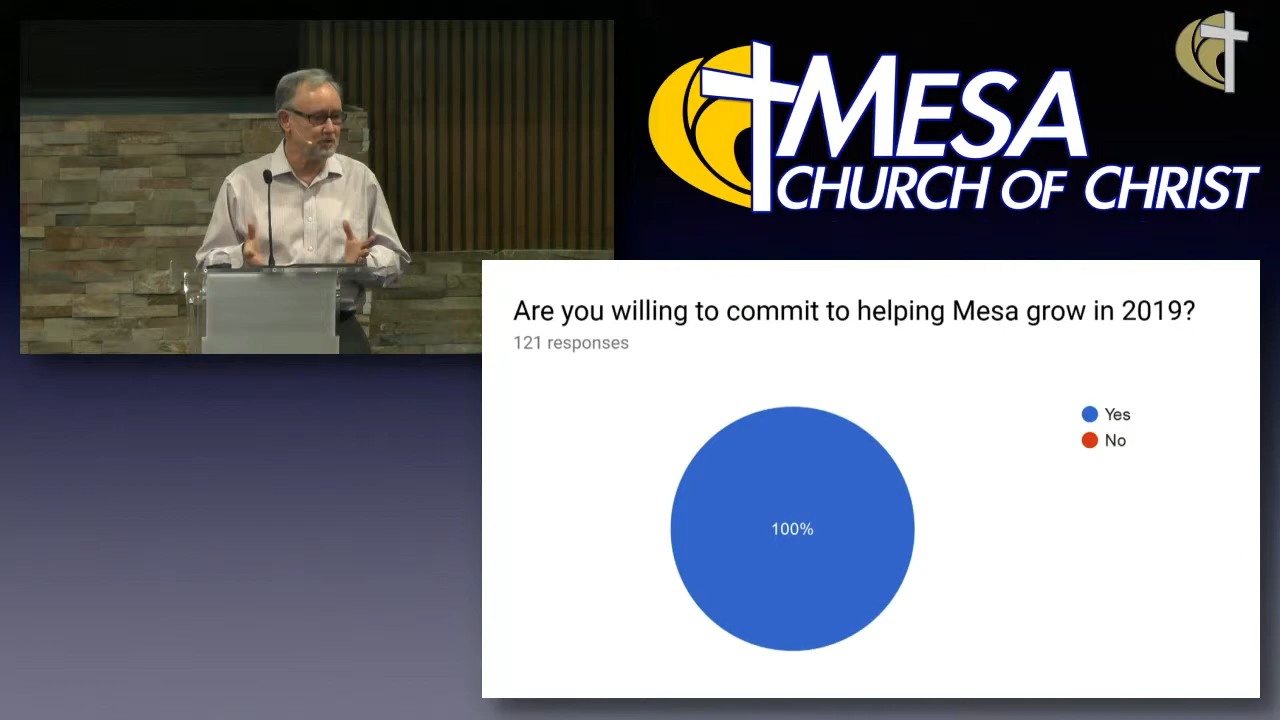 MESA
CHURCH OF CHRIST
Are you willing to commit to helping Mesa grow in 2019?
121 responses
Yes
No
100%